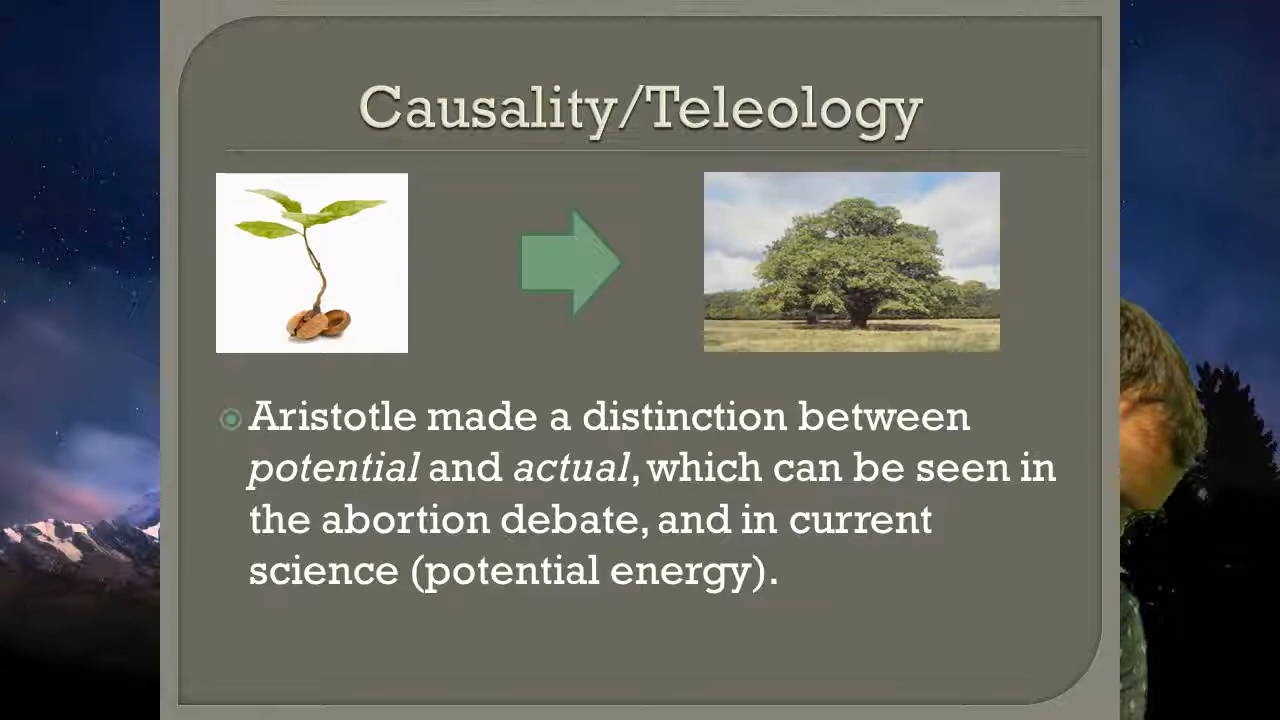 Causality/Teleology
Aristotle made a distinction between
potential and actual, which can be seen in
the abortion debate, and in current
science (potential energy).